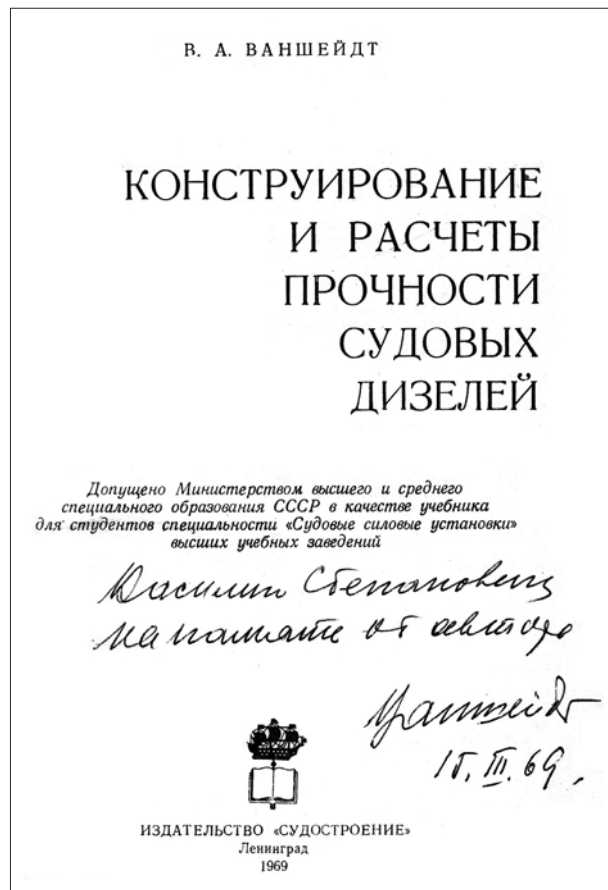 В. А. ВАНШЕЙДТ
КОНСТРУИРОВАНИЕ
И РАСЧЕТЫ
ПРОЧНОСТИ
СУДОВЫХ
ДИЗЕЛЕЙ
Допущено Министерством высшего и среднего
специального образования СССР в качестве учебника
для студентов специальности «Судовые силовые установки»
высших учебных заведений
Василию Степановичу
на память от автора
Ваншейдт
15. III. 69.
ИЗДАТЕЛЬСТВО «СУДОСТРОЕНИЕ»
Ленинград
1969